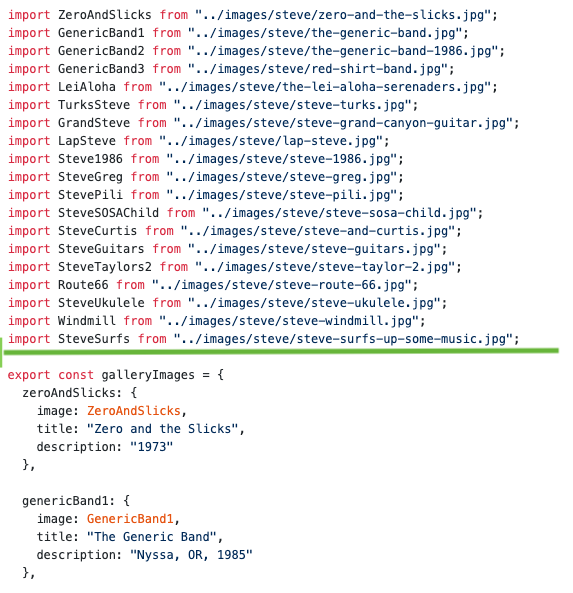 import ZeroAndSlicks from "../images/steve/zero-and-the-slicks.jpg";
import GenericBand1 from "../images/steve/the-generic-band.jpg";
import GenericBand2 from "../images/steve/the-generic-band-1986.jpg";
import GenericBand3 from "../images/steve/red-shirt-band.jpg";
import LeiAloha from "../images/steve/the-lei-aloha-serenaders.jpg";
import TurksSteve from "../images/steve/steve-turks.jpg";
import GrandSteve from "../images/steve/steve-grand-canyon-guitar.jpg";
import LapSteve from "../images/steve/lap-steve.jpg";
import Steve1986 from "../images/steve/steve-1986.jpg";
import SteveGreg from "../images/steve/steve-greg.jpg";
import StevePili from "../images/steve/steve-pili.jpg";
import SteveSOSAChild from "../images/steve/steve-sosa-child.jpg";
import SteveCurtis from "../images/steve/steve-and-curtis.jpg";
import SteveGuitars from "../images/steve/steve-guitars.jpg";
import SteveTaylors2 from "../images/steve/steve-taylor-2.jpg";
import Route66 from "../images/steve/steve-route-66.jpg";
import SteveUkulele from "../images/steve/steve-ukulele.jpg";
import Windmill from "../images/steve/steve-windmill.jpg";
import SteveSurfs from "../images/steve/steve-surfs-up-some-music.jpg";
export const galleryImages = {
zeroAndSlicks: {
image: ZeroAndSlicks,
title: "Zero and the Slicks",
description: "1973"
},
genericBand1: {
image: GenericBand1,
title: "The Generic Band",
description: "Nyssa, OR, 1985"
},